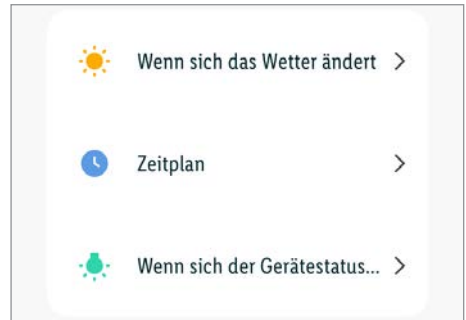 Wenn sich das Wetter ändert
Zeitplan
Wenn sich der Gerätestatus...